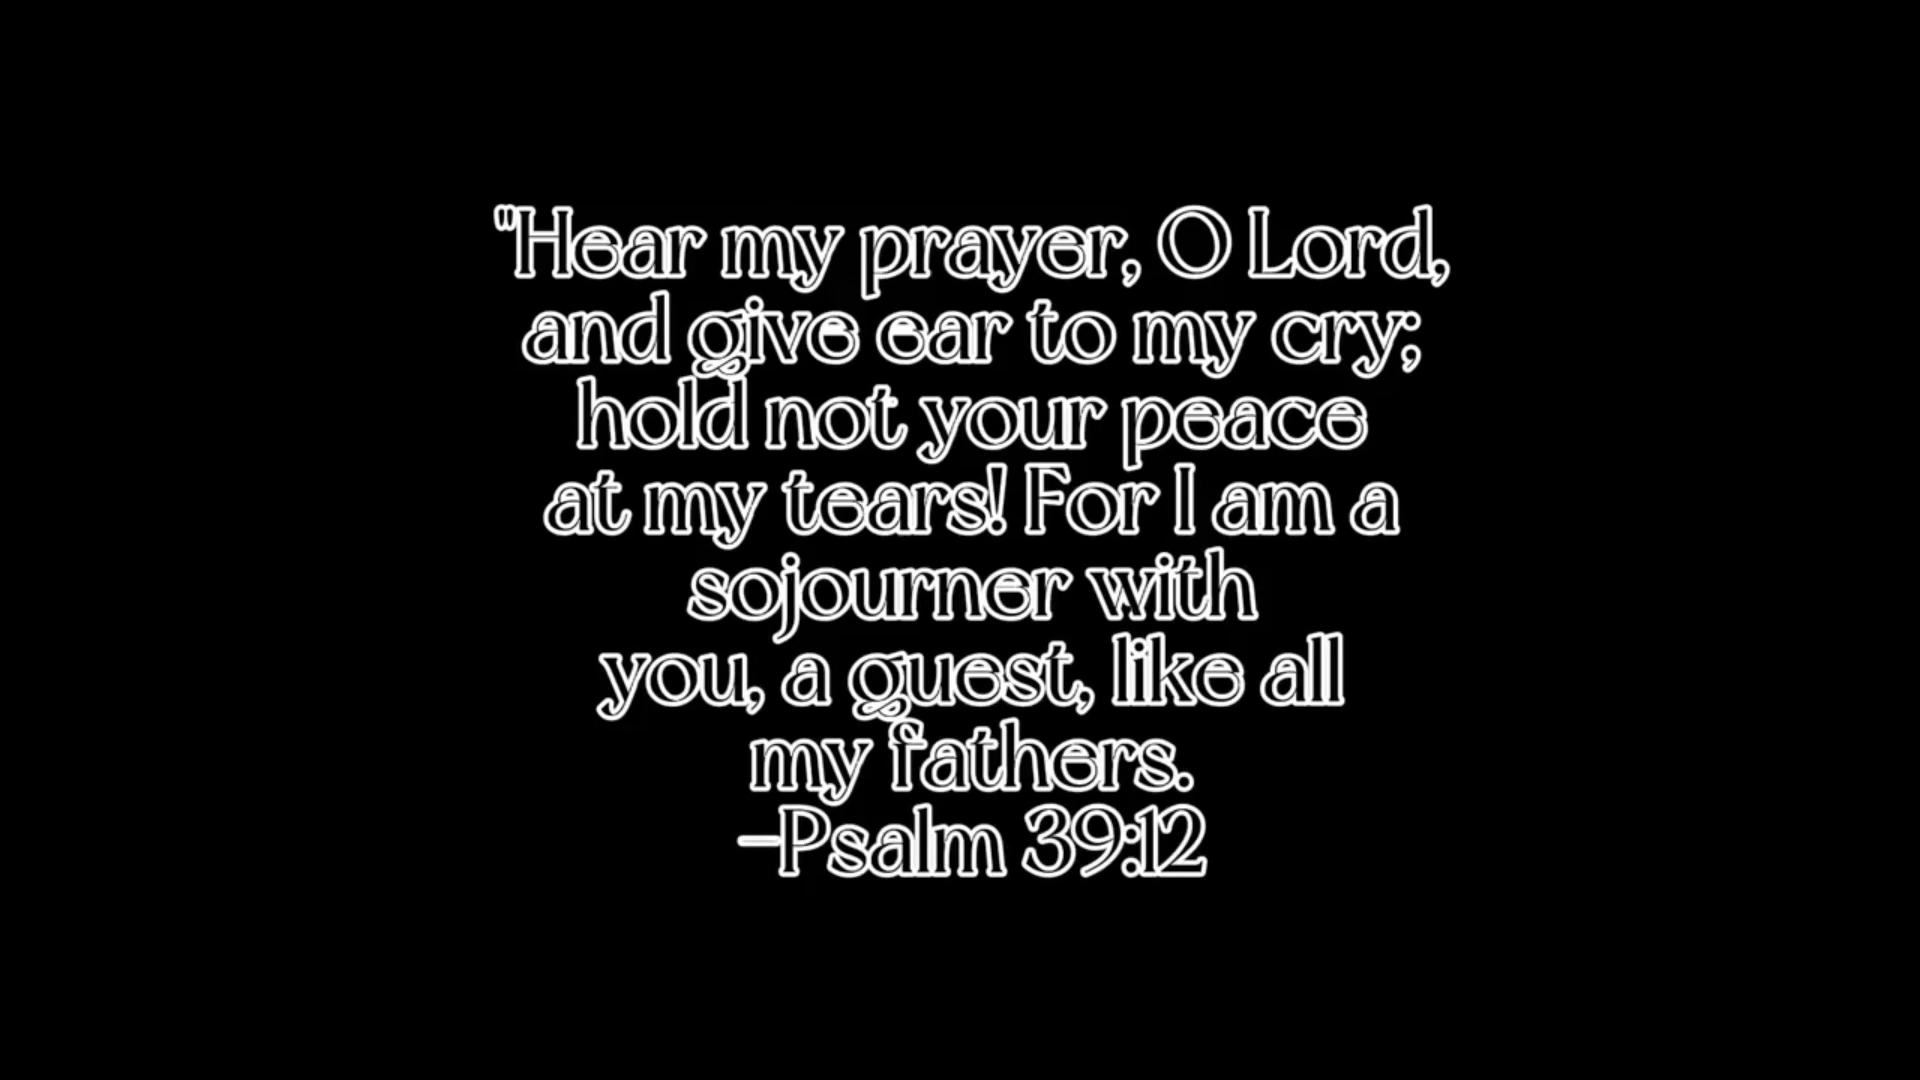 "Hear my prayer, O Lord,
and give ear to my cry;
hold not your peace
at my tears! For I am a
sojourner with
you, a guest, like all
my fathers.
–Psalm 39:12